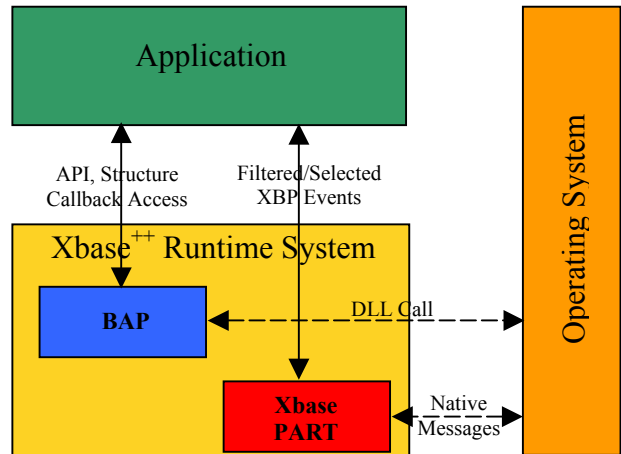 Application
API, Structure
Callback Access
Filtered/Selected
XBP Events
Xbase++ Runtime System
BAP
DLL Call
Xbase
PART
Native
Messages
Operating System